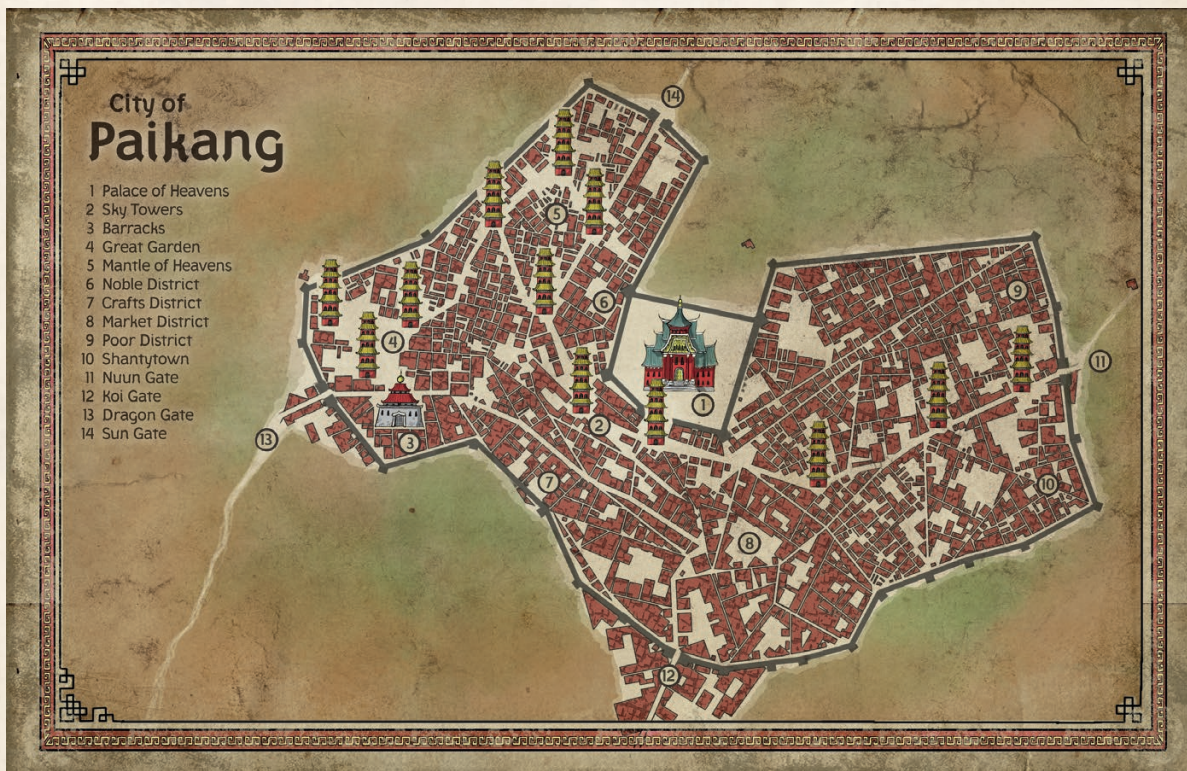 City of
Paikang
1 Palace of Heavens
2 Sky Towers
3 Barracks
4 Great Garden
5 Mantle of Heavens
6 Noble District
7 Crafts District
8 Market District
9 Poor District
10 Shantytown
11 Nuun Gate
12 Koi Gate
13 Dragon Gate
14 Sun Gate
14
5
6
9
4
11
1
2
13
3
7
10
8
12